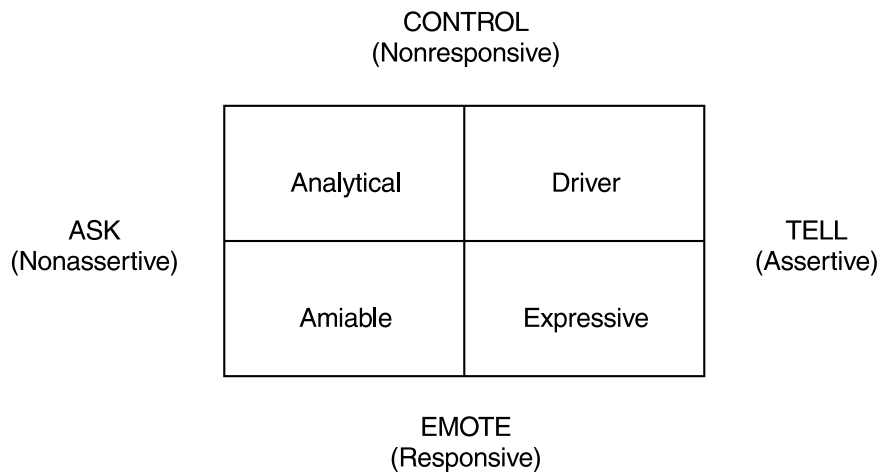 CONTROL
(Nonresponsive)
Analytical
Driver
ASK
(Nonassertive)
TELL
(Assertive)
Amiable
Expressive
EMOTE
(Responsive)